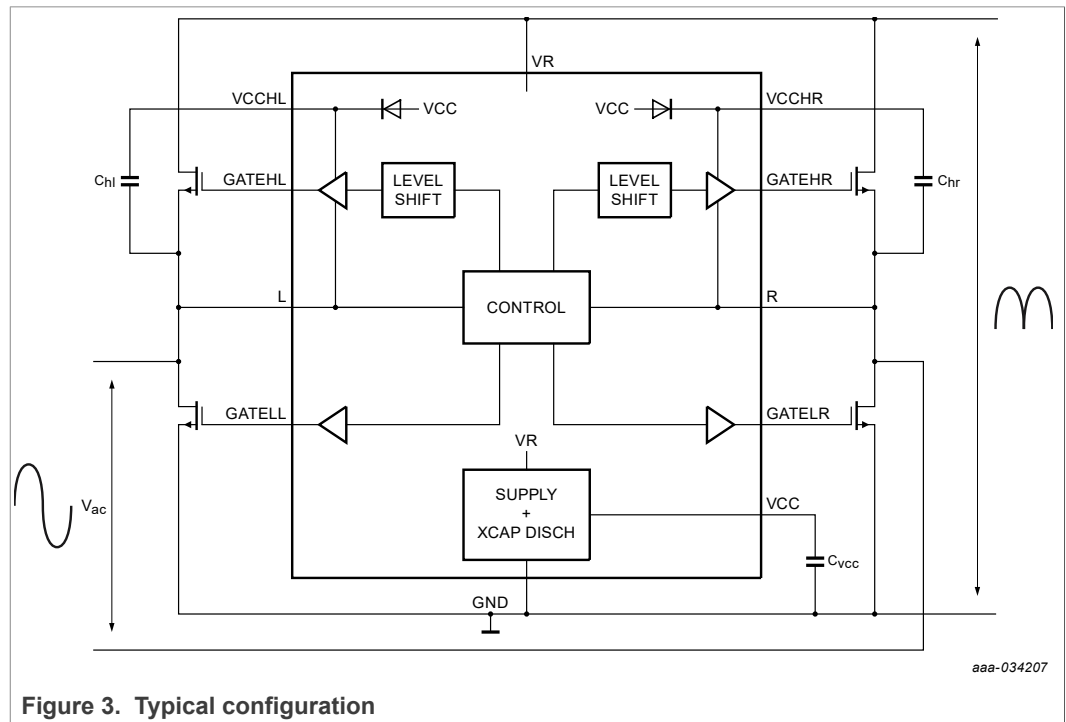 VR
VCCHL
VCC
VCC
VCCHR
Chl
GATEHL
LEVEL
SHIFT
LEVEL
SHIFT
GATEHR
Chr
L
CONTROL
R
GATELL
GATELR
VR
Vac
SUPPLY
+
XCAP DISCH
VCC
Cvcc
GND
aaa-034207
Figure 3. Typical configuration